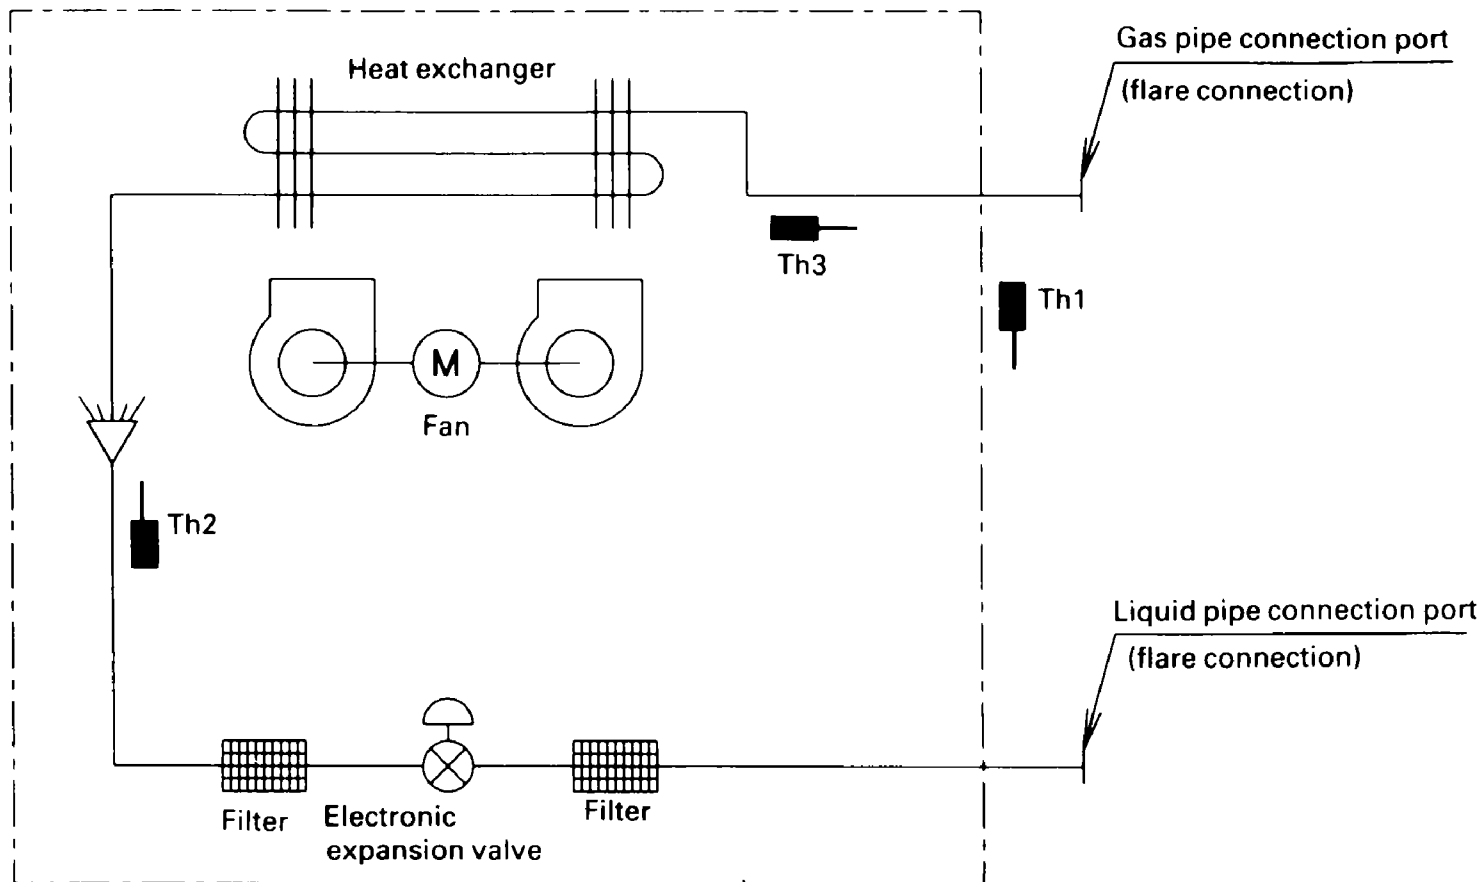 Gas pipe connection port
(flare connection)
Heat exchanger
Th3
Th1
M
Fan
Th2
Liquid pipe connection port
(flare connection)
Filter
Electronic
expansion valve
Filter